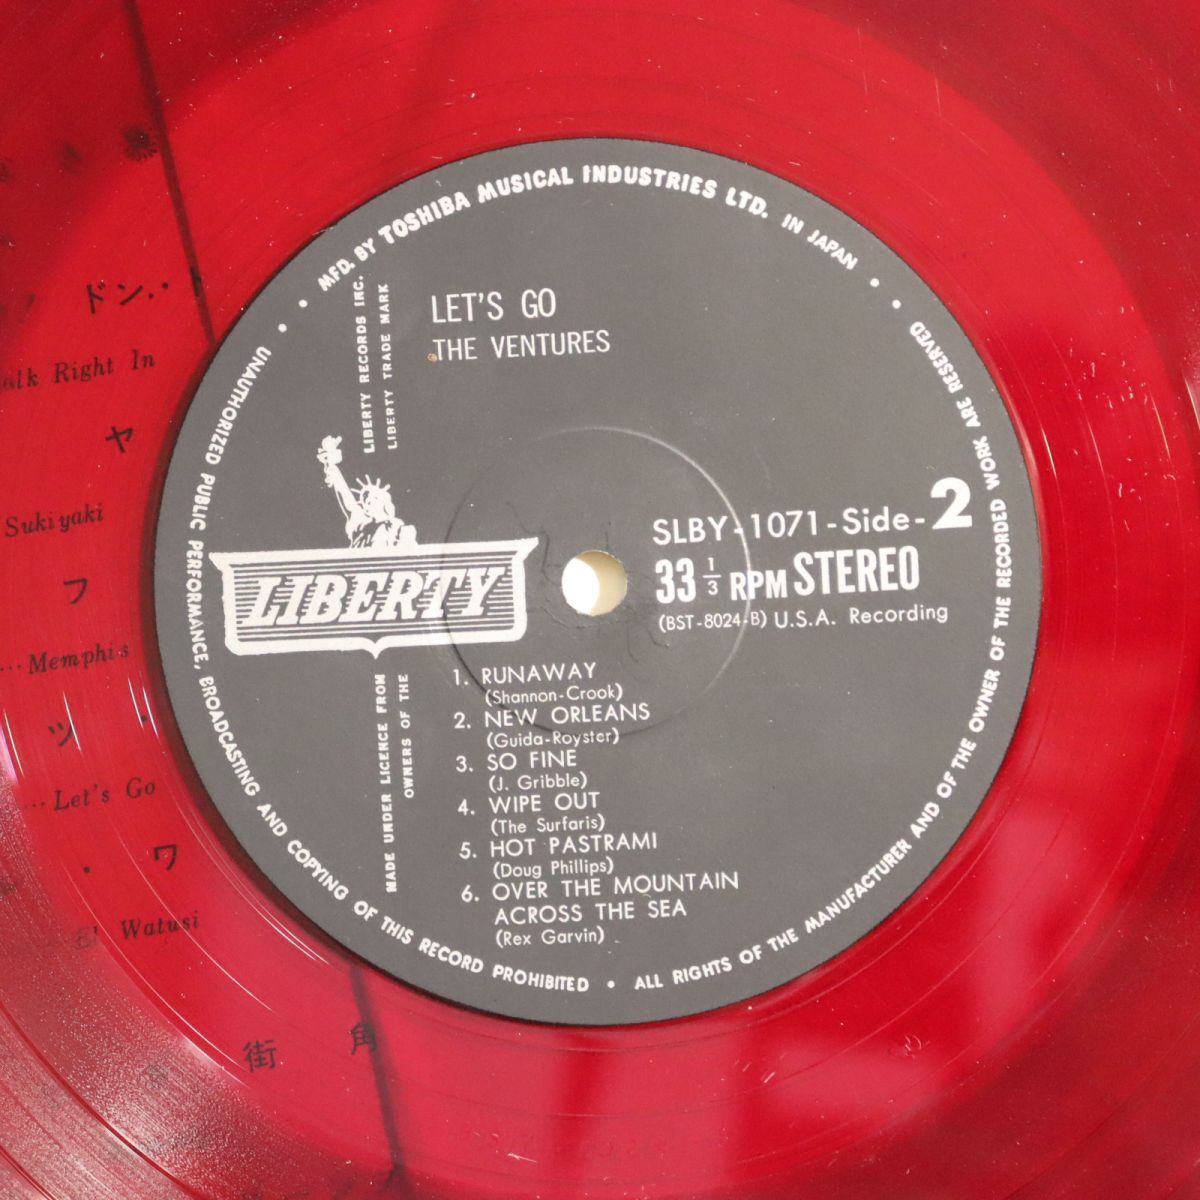 MFD. BY TOSHIBA MUSICAL INDUSTRIES LTD. IN JAPAN
LIBERTY RECORDS INC.
LIBERTY TRADE MARK
LET'S GO
THE VENTURES
SLBY-1071-Side-2
33 1/3 RPM STEREO
(BST-8024-B) U.S.A. Recording
LIBERTY
MADE UNDER LICENCE FROM
OWNERS OF THE
1. RUNAWAY
(Shannon-Crook)
2. NEW ORLEANS
(Guida-Royster)
3. SO FINE
(J. Gribble)
4. WIPE OUT
(The Surfaris)
5. HOT PASTRAMI
(Doug Phillips)
6. OVER THE MOUNTAIN
ACROSS THE SEA
(Rex Garvin)
UNAUTHORIZED PUBLIC PERFORMANCE, BROADCASTING AND COPYING OF THIS RECORD PROHIBITED • ALL RIGHTS OF THE MANUFACTURER AND OF THE OWNER OF THE RECORDED WORK ARE RESERVED
ドン..
Right In
ヤ
Sukiyaki
フ
...Memphis
ツ
...Let's Go
ワ
Watusi
街 角